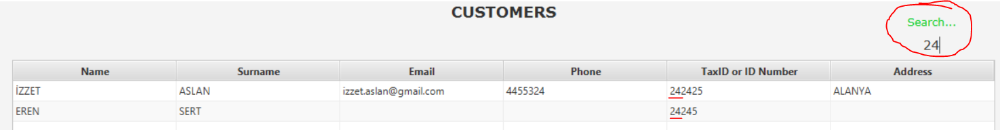 CUSTOMERS
Search...
24
Name Surname Email Phone TaxID or ID Number Address
İZZET ASLAN izzet.aslan@gmail.com 4455324 242425 ALANYA
EREN SERT 24245